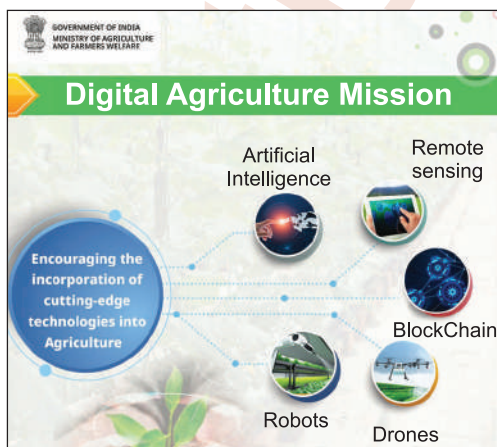 GOVERNMENT OF INDIA
MINISTRY OF AGRICULTURE
AND FARMERS WELFARE
Digital Agriculture Mission
Artificial
Intelligence
Remote
sensing
Encouraging the
incorporation of
cutting-edge
technologies into
Agriculture
BlockChain
Robots
Drones